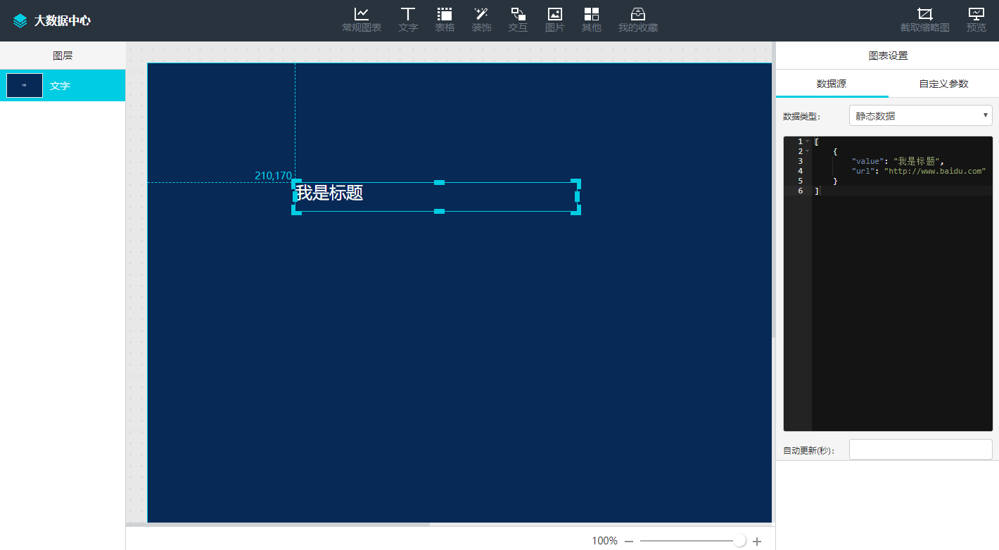 大数据中心
常规图表 文字 表格 装饰 交互 图片 其他 我的收藏
截取缩略图 预览
图层
文字
210,170
我是标题
100%
图表设置
数据源 自定义参数
数据类型: 静态数据
1 [
2 {
3 "value": "我是标题",
4 "url": "http://www.baidu.com"
5 }
6 ]
自动更新(秒):